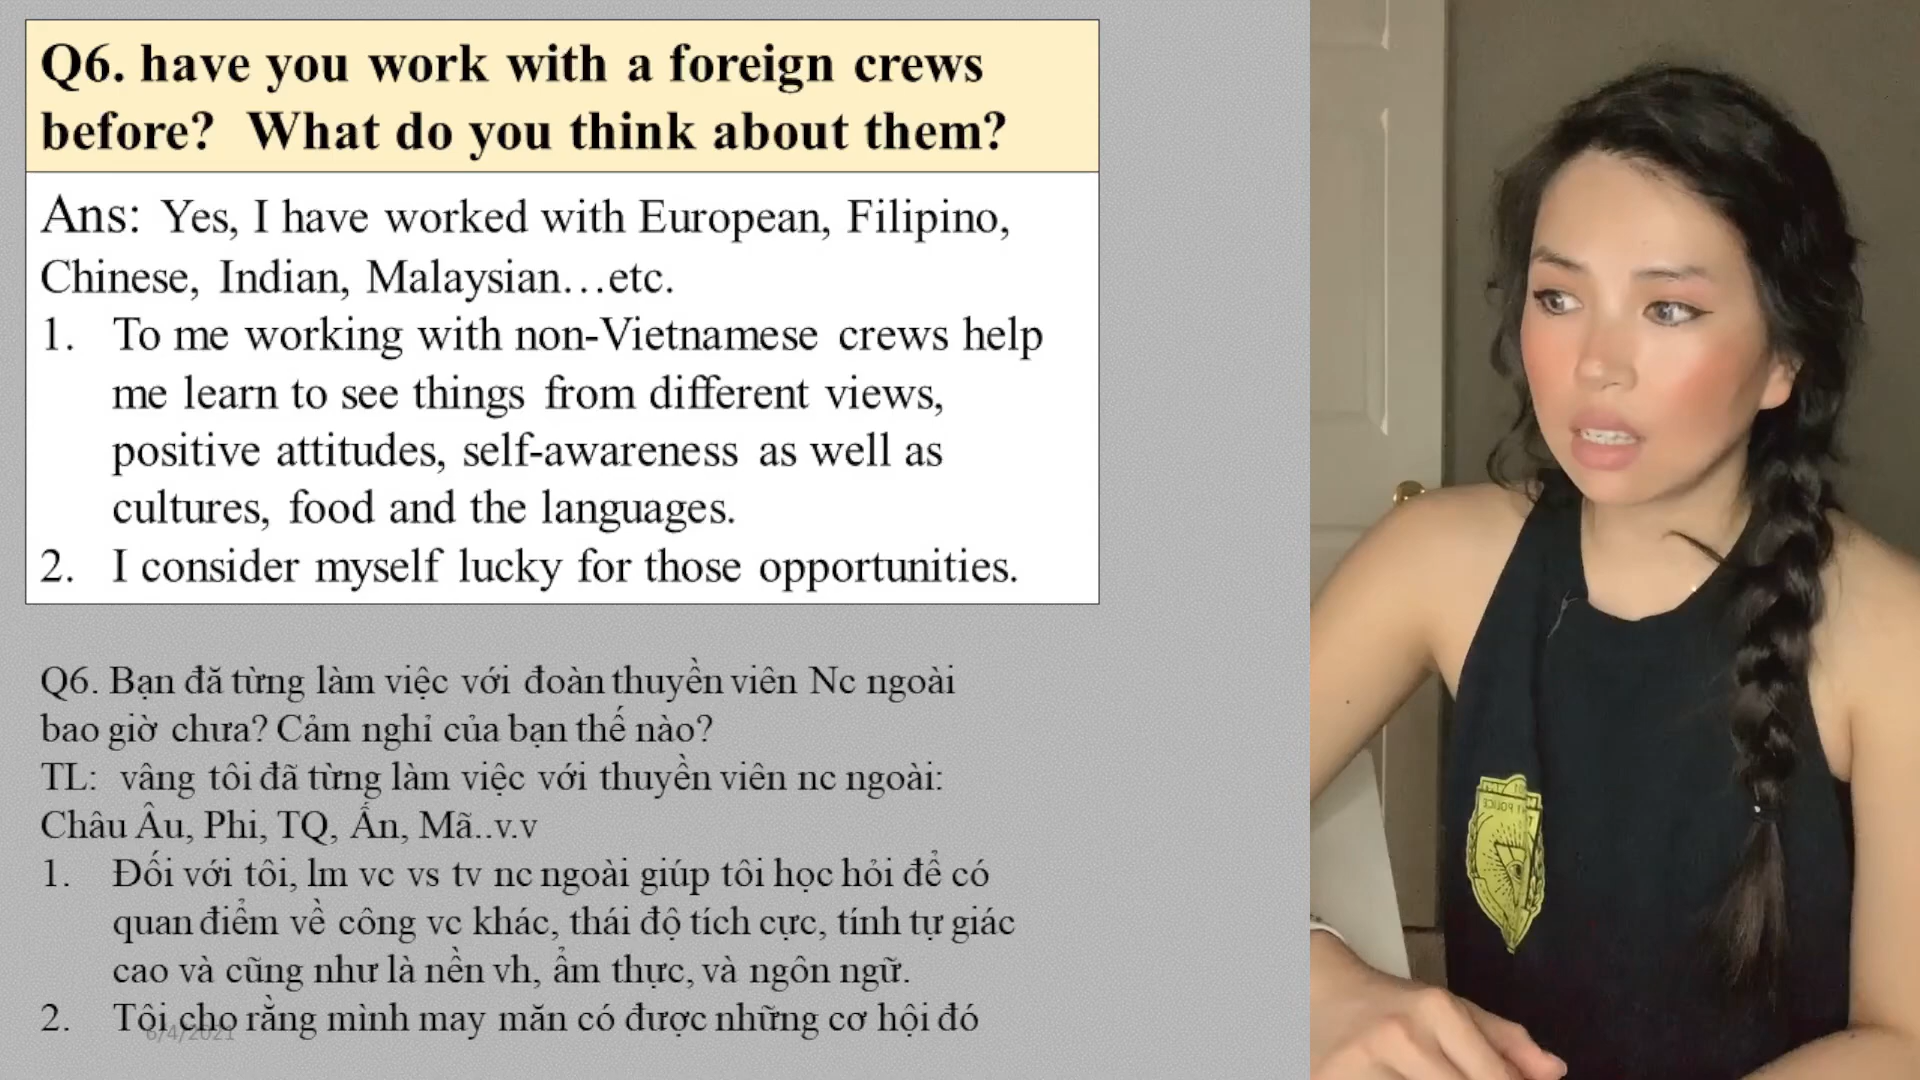 Q6. have you work with a foreign crews
before? What do you think about them?
Ans: Yes, I have worked with European, Filipino,
Chinese, Indian, Malaysian…etc.
1. To me working with non-Vietnamese crews help
me learn to see things from different views,
positive attitudes, self-awareness as well as
cultures, food and the languages.
2. I consider myself lucky for those opportunities.
Q6. Bạn đã từng làm việc với đoàn thuyền viên Nc ngoài
bao giờ chưa? Cảm nghỉ của bạn thế nào?
TL: vâng tôi đã từng làm việc với thuyền viên nc ngoài:
Châu Âu, Phi, TQ, Ấn, Mã..v.v
1. Đối với tôi, lm vc vs tv nc ngoài giúp tôi học hỏi để có
quan điểm về công vc khác, thái độ tích cực, tính tự giác
cao và cũng như là nền vh, ẩm thực, và ngôn ngữ.
2. Tôi cho rằng mình may măn có được những cơ hội đó
6/4/2021
POLICE